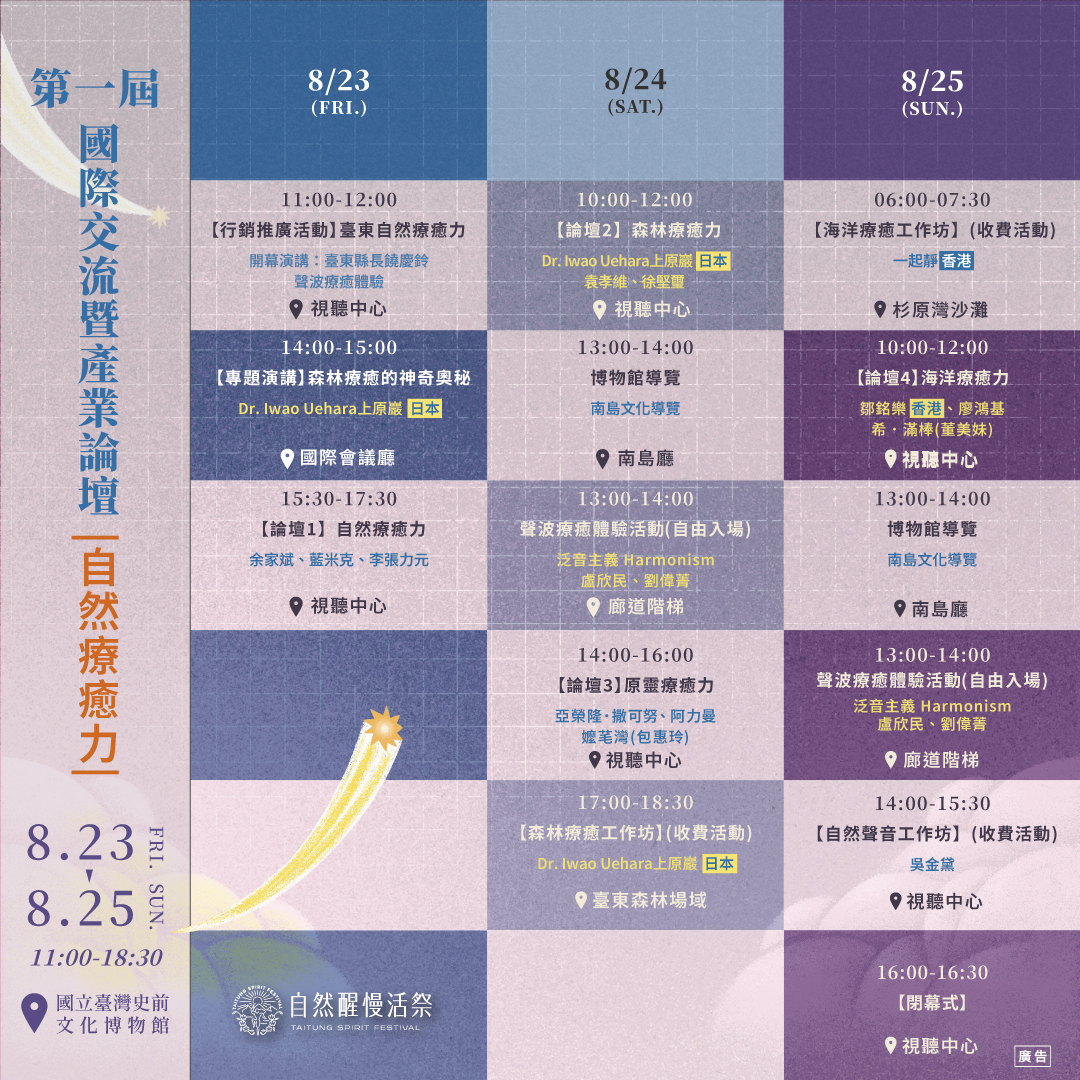 第一屆
國際交流暨產業論壇
自然療癒力
8.23 FRI.
8.25 SUN.
11:00-18:30
國立臺灣史前
文化博物館
8/23
(FRI.)
11:00-12:00
【行銷推廣活動】臺東自然療癒力
開幕演講：臺東縣長饒慶鈴
聲波療癒體驗
視聽中心
14:00-15:00
【專題演講】森林療癒的神奇奧秘
Dr. Iwao Uehara上原巖 日本
國際會議廳
15:30-17:30
【論壇1】自然療癒力
余家斌、藍米克、李張力元
視聽中心
TAITUNG SPIRIT FESTIVAL
自然醒慢活祭
TAITUNG SPIRIT FESTIVAL
8/24
(SAT.)
10:00-12:00
【論壇2】森林療癒力
Dr. Iwao Uehara上原巖 日本
袁孝維、徐堅璽
視聽中心
13:00-14:00
博物館導覽
南島文化導覽
南島廳
13:00-14:00
聲波療癒體驗活動(自由入場)
泛音主義 Harmonism
盧欣民、劉偉菁
廊道階梯
14:00-16:00
【論壇3】原靈療癒力
亞榮隆·撒可努、阿力曼
嬤芼灣(包惠玲)
視聽中心
17:00-18:30
【森林療癒工作坊】(收費活動)
Dr. Iwao Uehara上原巖 日本
臺東森林場域
8/25
(SUN.)
06:00-07:30
【海洋療癒工作坊】(收費活動)
一起靜 香港
杉原灣沙灘
10:00-12:00
【論壇4】海洋療癒力
鄒銘樂 香港、廖鴻基
希·滿棒(董美妹)
視聽中心
13:00-14:00
博物館導覽
南島文化導覽
南島廳
13:00-14:00
聲波療癒體驗活動(自由入場)
泛音主義 Harmonism
盧欣民、劉偉菁
廊道階梯
14:00-15:30
【自然聲音工作坊】(收費活動)
吳金黛
視聽中心
16:00-16:30
【閉幕式】
視聽中心
廣告